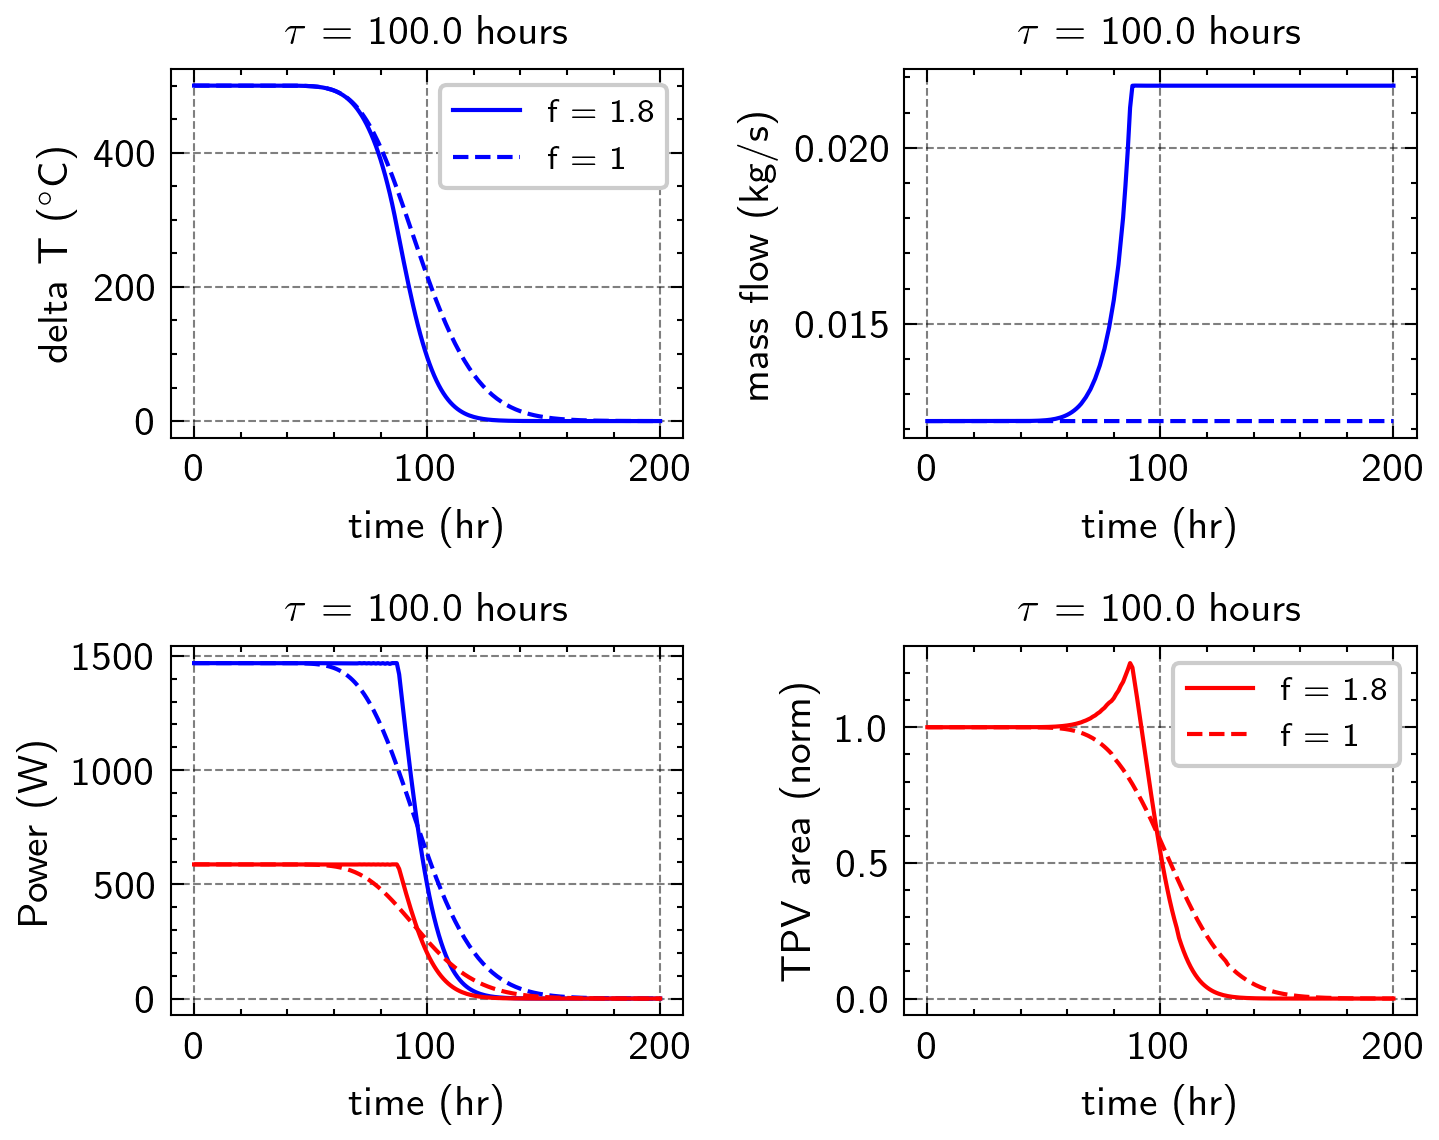 τ = 100.0 hours
delta T (°C)
400
200
0
f = 1.8
f = 1
0
100
200
time (hr)
τ = 100.0 hours
mass flow (kg/s)
0.020
0.015
0
100
200
time (hr)
τ = 100.0 hours
Power (W)
1500
1000
500
0
0
100
200
time (hr)
τ = 100.0 hours
TPV area (norm)
1.0
0.5
0.0
f = 1.8
f = 1
0
100
200
time (hr)